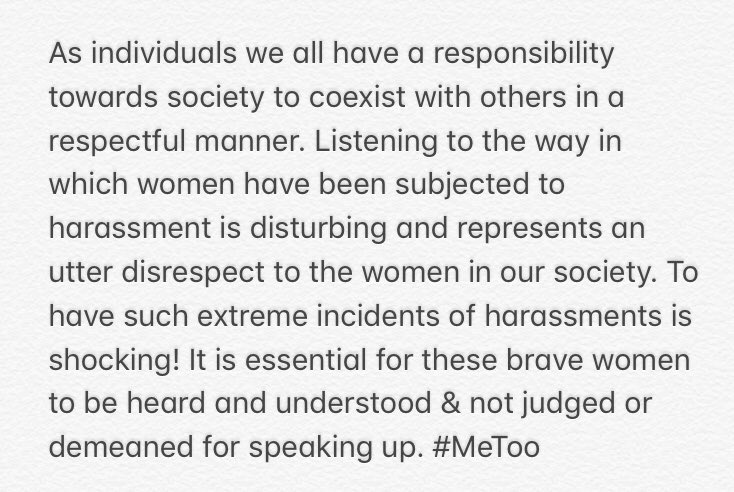 As individuals we all have a responsibility
towards society to coexist with others in a
respectful manner. Listening to the way in
which women have been subjected to
harassment is disturbing and represents an
utter disrespect to the women in our society. To
have such extreme incidents of harassments is
shocking! It is essential for these brave women
to be heard and understood & not judged or
demeaned for speaking up. #MeToo